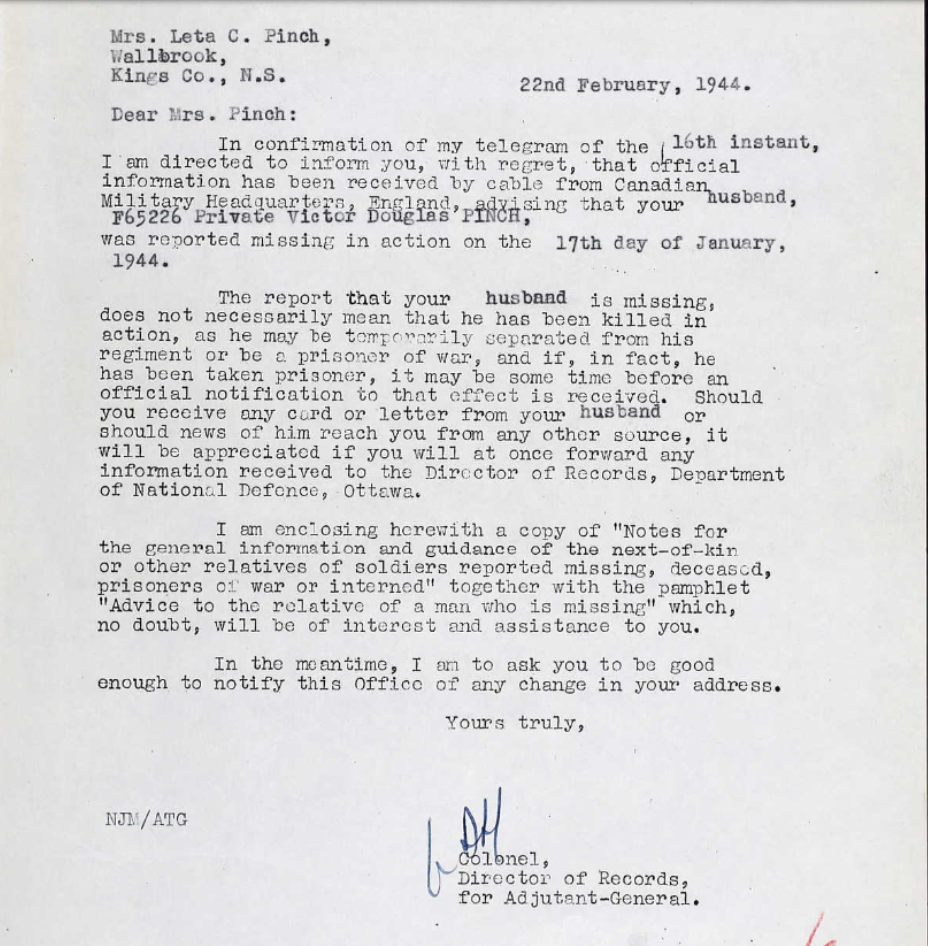 Mrs. Leta C. Pinch,
Wallbrook,
Kings Co., N.S.
22nd February, 1944.
Dear Mrs. Pinch:
In confirmation of my telegram of the 16th instant,
I am directed to inform you, with regret, that official
information has been received by cable from Canadian
Military Headquarters, England, advising that your husband,
F65226 Private Victor Douglas PINCH,
was reported missing in action on the 17th day of January,
1944.
The report that your husband is missing,
does not necessarily mean that he has been killed in
action, as he may be temporarily separated from his
regiment or be a prisoner of war, and if, in fact, he
has been taken prisoner, it may be some time before an
official notification to that effect is received. Should
you receive any card or letter from your husband or
should news of him reach you from any other source, it
will be appreciated if you will at once forward any
information received to the Director of Records, Department
of National Defence, Ottawa.
I am enclosing herewith a copy of "Notes for
the general information and guidance of the next-of-kin
or other relatives of soldiers reported missing, deceased,
prisoners of war or interned" together with the pamphlet
"Advice to the relative of a man who is missing" which,
no doubt, will be of interest and assistance to you.
In the meantime, I am to ask you to be good
enough to notify this Office of any change in your address.
Yours truly,
NJM/ATG
Colonel,
Director of Records,
for Adjutant-General.